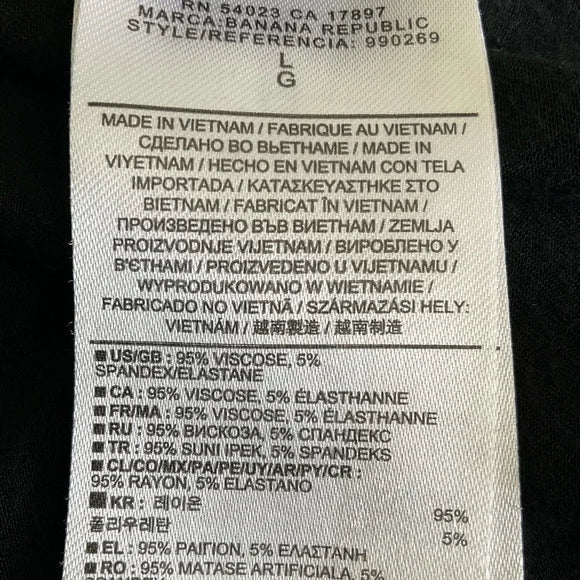 RN 54023 CA 17897
MARCA:BANANA REPUBLIC
STYLE/REFERENCIA: 990269
L
G
MADE IN VIETNAM / FABRIQUE AU VIETNAM /
СДЕЛАНО ВО ВЬЕТНАМЕ / MADE IN
VIYETNAM / HECHO EN VIETNAM CON TELA
IMPORTADA / ΚΑΤΑΣΚΕΥΑΣΤΗΚΕ ΣΤΟ
ΒΙΕΤΝΑΜ / FABRICAT ÎN VIETNAM /
ПРОИЗВЕДЕНО ВЪВ ВИЕТНАМ / ZEMLJA
PROIZVODNJE VIJETNAM / ВИРОБЛЕНО У
В'ЄТНАМІ / PROIZVEDENO U VIJETNAMU /
WYPRODUKOWANO W WIETNAMIE /
FABRICADO NO VIETNÃ / SZÁRMAZÁSI HELY:
VIETNÁM / 越南製造 / 越南制造
US/GB : 95% VISCOSE, 5%
SPANDEX/ELASTANE
CA : 95% VISCOSE, 5% ÉLASTHANNE
FR/MA : 95% VISCOSE, 5% ÉLASTHANNE
RU : 95% ВИСКОЗА, 5% СПАНДЕКС
TR : 95% SUNI IPEK, 5% SPANDEKS
CL/CO/MX/PA/PE/UY/AR/PY/CR :
95% RAYON, 5% ELASTANO
KR : 레이온 95%
폴리우레탄 5%
EL : 95% ΡΑΙΓΙΟΝ, 5% ΕΛΑΣΤΑΝΗ
RO : 95% MATASE ARTIFICIALA, 5%